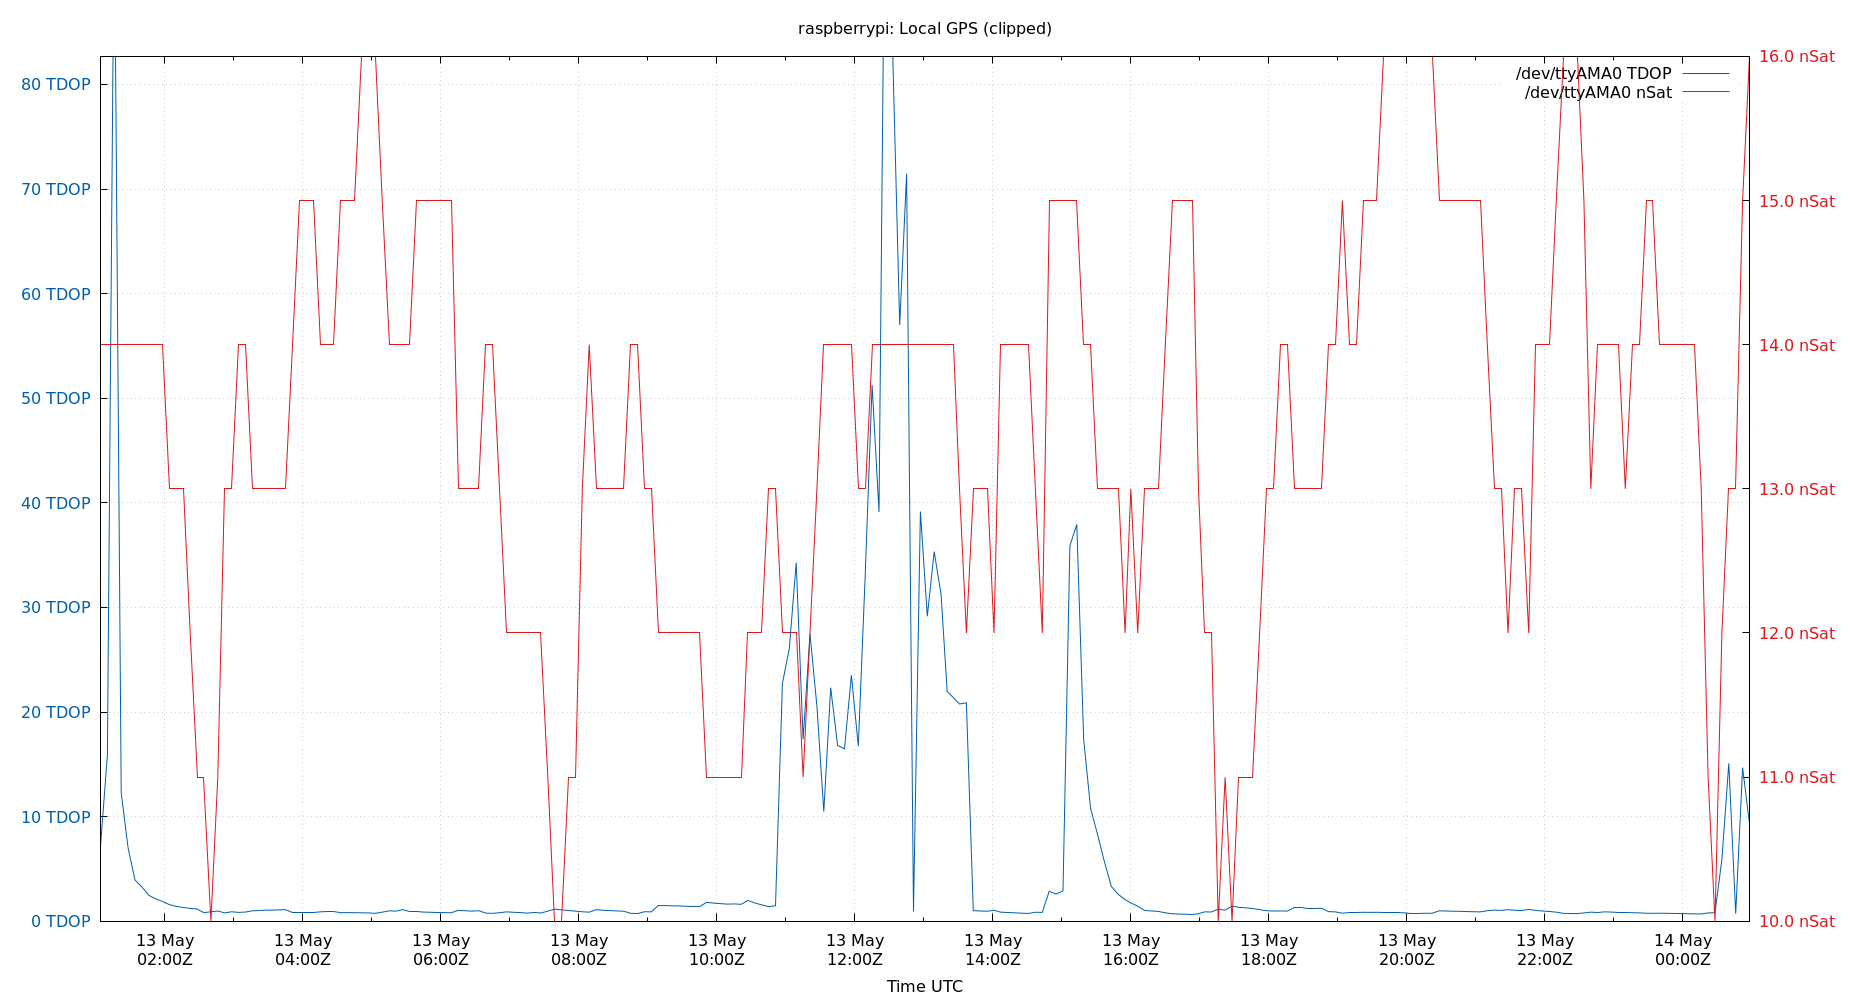 raspberrypi: Local GPS (clipped)
/dev/ttyAMA0 TDOP
/dev/ttyAMA0 nSat
80 TDOP
70 TDOP
60 TDOP
50 TDOP
40 TDOP
30 TDOP
20 TDOP
10 TDOP
0 TDOP
16.0 nSat
15.0 nSat
14.0 nSat
13.0 nSat
12.0 nSat
11.0 nSat
10.0 nSat
13 May
02:00Z
13 May
04:00Z
13 May
06:00Z
13 May
08:00Z
13 May
10:00Z
13 May
12:00Z
13 May
14:00Z
13 May
16:00Z
13 May
18:00Z
13 May
20:00Z
13 May
22:00Z
14 May
00:00Z
Time UTC